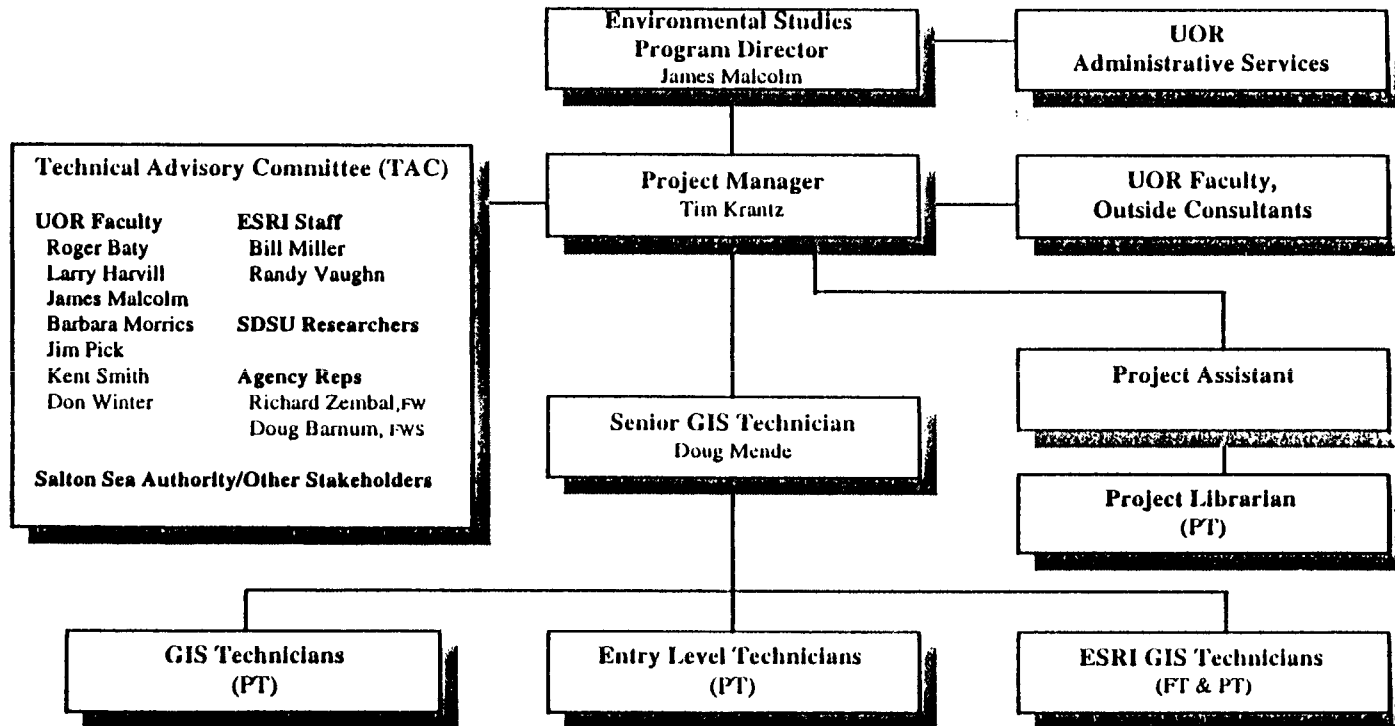 Environmental Studies
Program Director
James Malcolm
UOR
Administrative Services
Technical Advisory Committee (TAC)
UOR Faculty
Roger Baty
Larry Harvill
James Malcolm
Barbara Morrics
Jim Pick
Kent Smith
Don Winter
ESRI Staff
Bill Miller
Randy Vaughn
SDSU Researchers
Agency Reps
Richard Zembal, FW
Doug Barnum, FWS
Salton Sea Authority/Other Stakeholders
Project Manager
Tim Krantz
UOR Faculty,
Outside Consultants
Project Assistant
Senior GIS Technician
Doug Mende
Project Librarian
(PT)
GIS Technicians
(PT)
Entry Level Technicians
(PT)
ESRI GIS Technicians
(FT & PT)